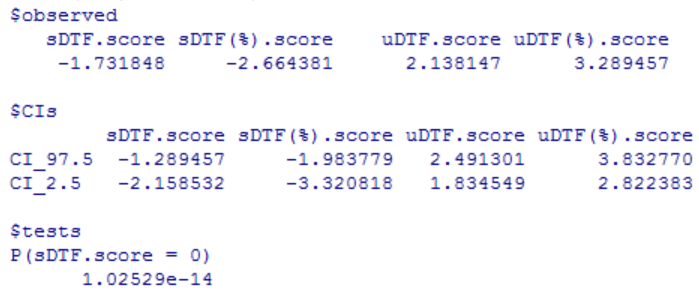 $observed
sDTF.score sDTF(%).score uDTF.score uDTF(%).score
-1.731848 -2.664381 2.138147 3.289457
$CIs
sDTF.score sDTF(%).score uDTF.score uDTF(%).score
CI_97.5 -1.289457 -1.983779 2.491301 3.832770
CI_2.5 -2.158532 -3.320818 1.834549 2.822383
$tests
P(sDTF.score = 0)
1.02529e-14